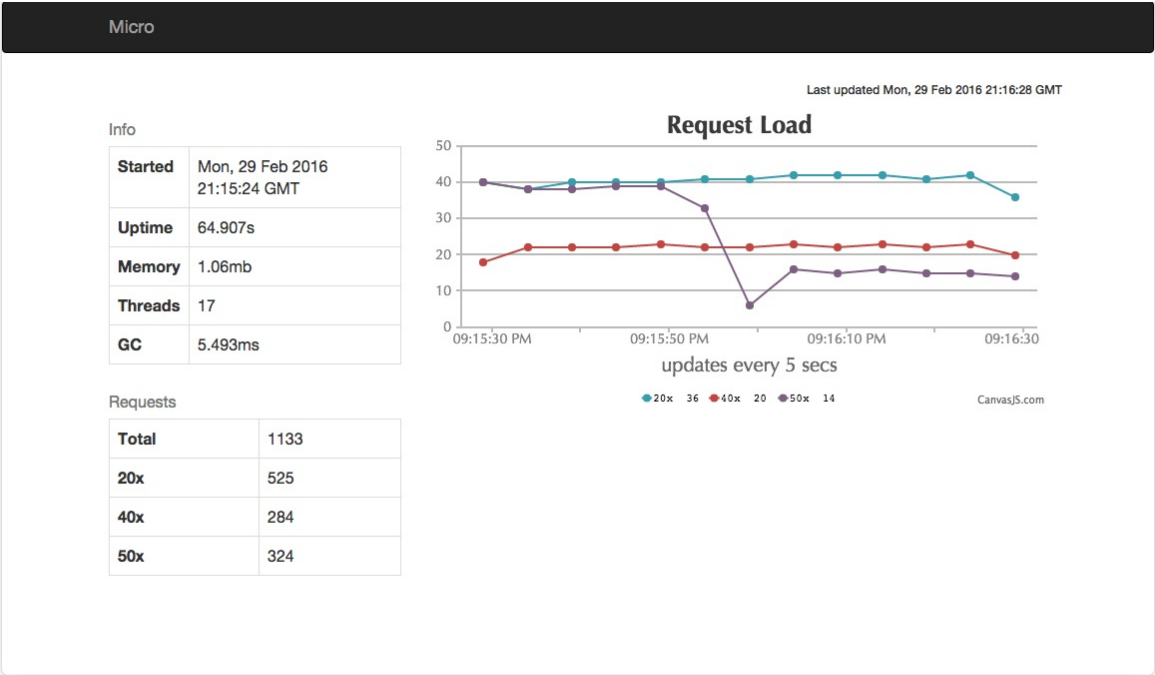 Micro
Last updated Mon, 29 Feb 2016 21:16:28 GMT
Info
Started Mon, 29 Feb 2016
21:15:24 GMT
Uptime 64.907s
Memory 1.06mb
Threads 17
GC 5.493ms
Requests
Total 1133
20x 525
40x 284
50x 324
Request Load
50
40
30
20
10
0
09:15:30 PM 09:15:50 PM 09:16:10 PM 09:16:30
updates every 5 secs
20x 36 40x 20 50x 14
CanvasJS.com